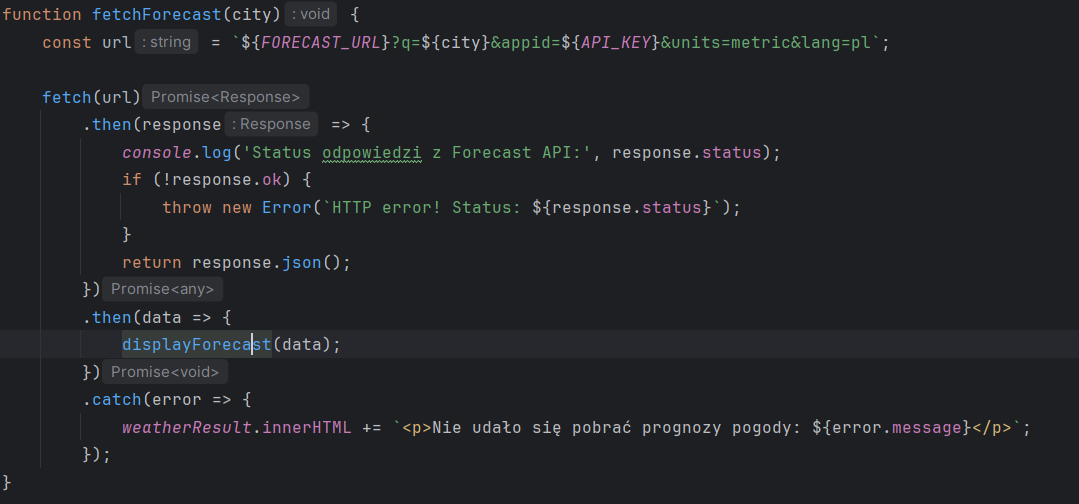 function fetchForecast(city) : void {
    const url : string = `${FORECAST_URL}?q=${city}&appid=${API_KEY}&units=metric&lang=pl`;

    fetch(url) Promise<Response>
        .then(response : Response => {
            console.log('Status odpowiedzi z Forecast API:', response.status);
            if (!response.ok) {
                throw new Error(`HTTP error! Status: ${response.status}`);
            }
            return response.json();
        }) Promise<any>
        .then(data => {
            displayForecast(data);
        }) Promise<void>
        .catch(error => {
            weatherResult.innerHTML += `<p>Nie udało się pobrać prognozy pogody: ${error.message}</p>`;
        });
}